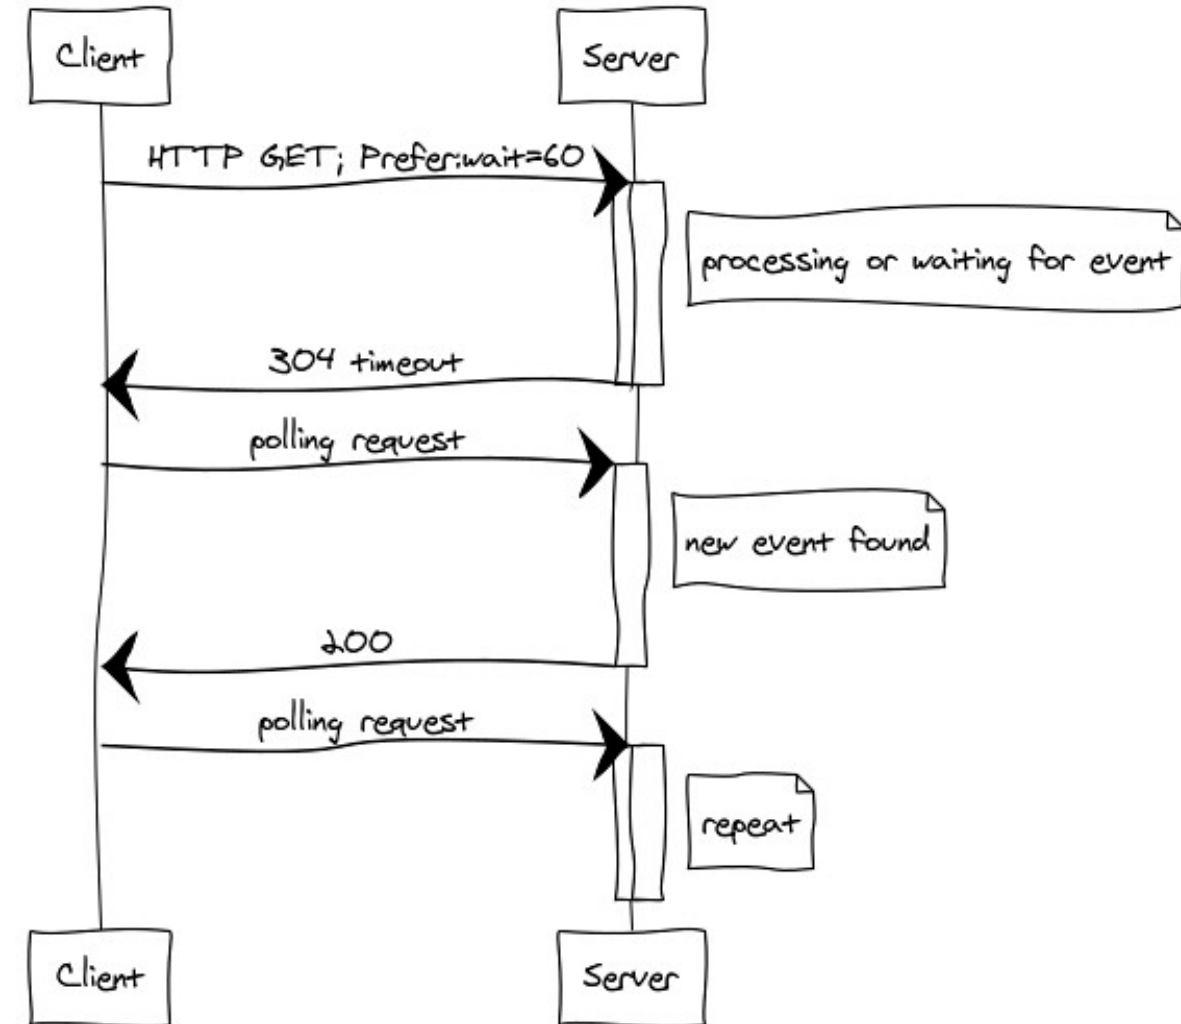 Client
Server
HTTP GET; Prefer:wait=60
processing or waiting for event
304 timeout
polling request
new event found
200
polling request
repeat
Client
Server